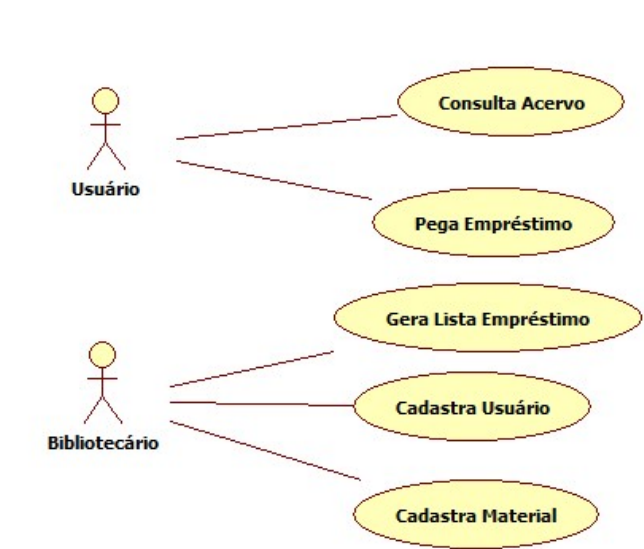 Consulta Acervo
Usuário
Pega Empréstimo
Gera Lista Empréstimo
Cadastra Usuário
Bibliotecário
Cadastra Material